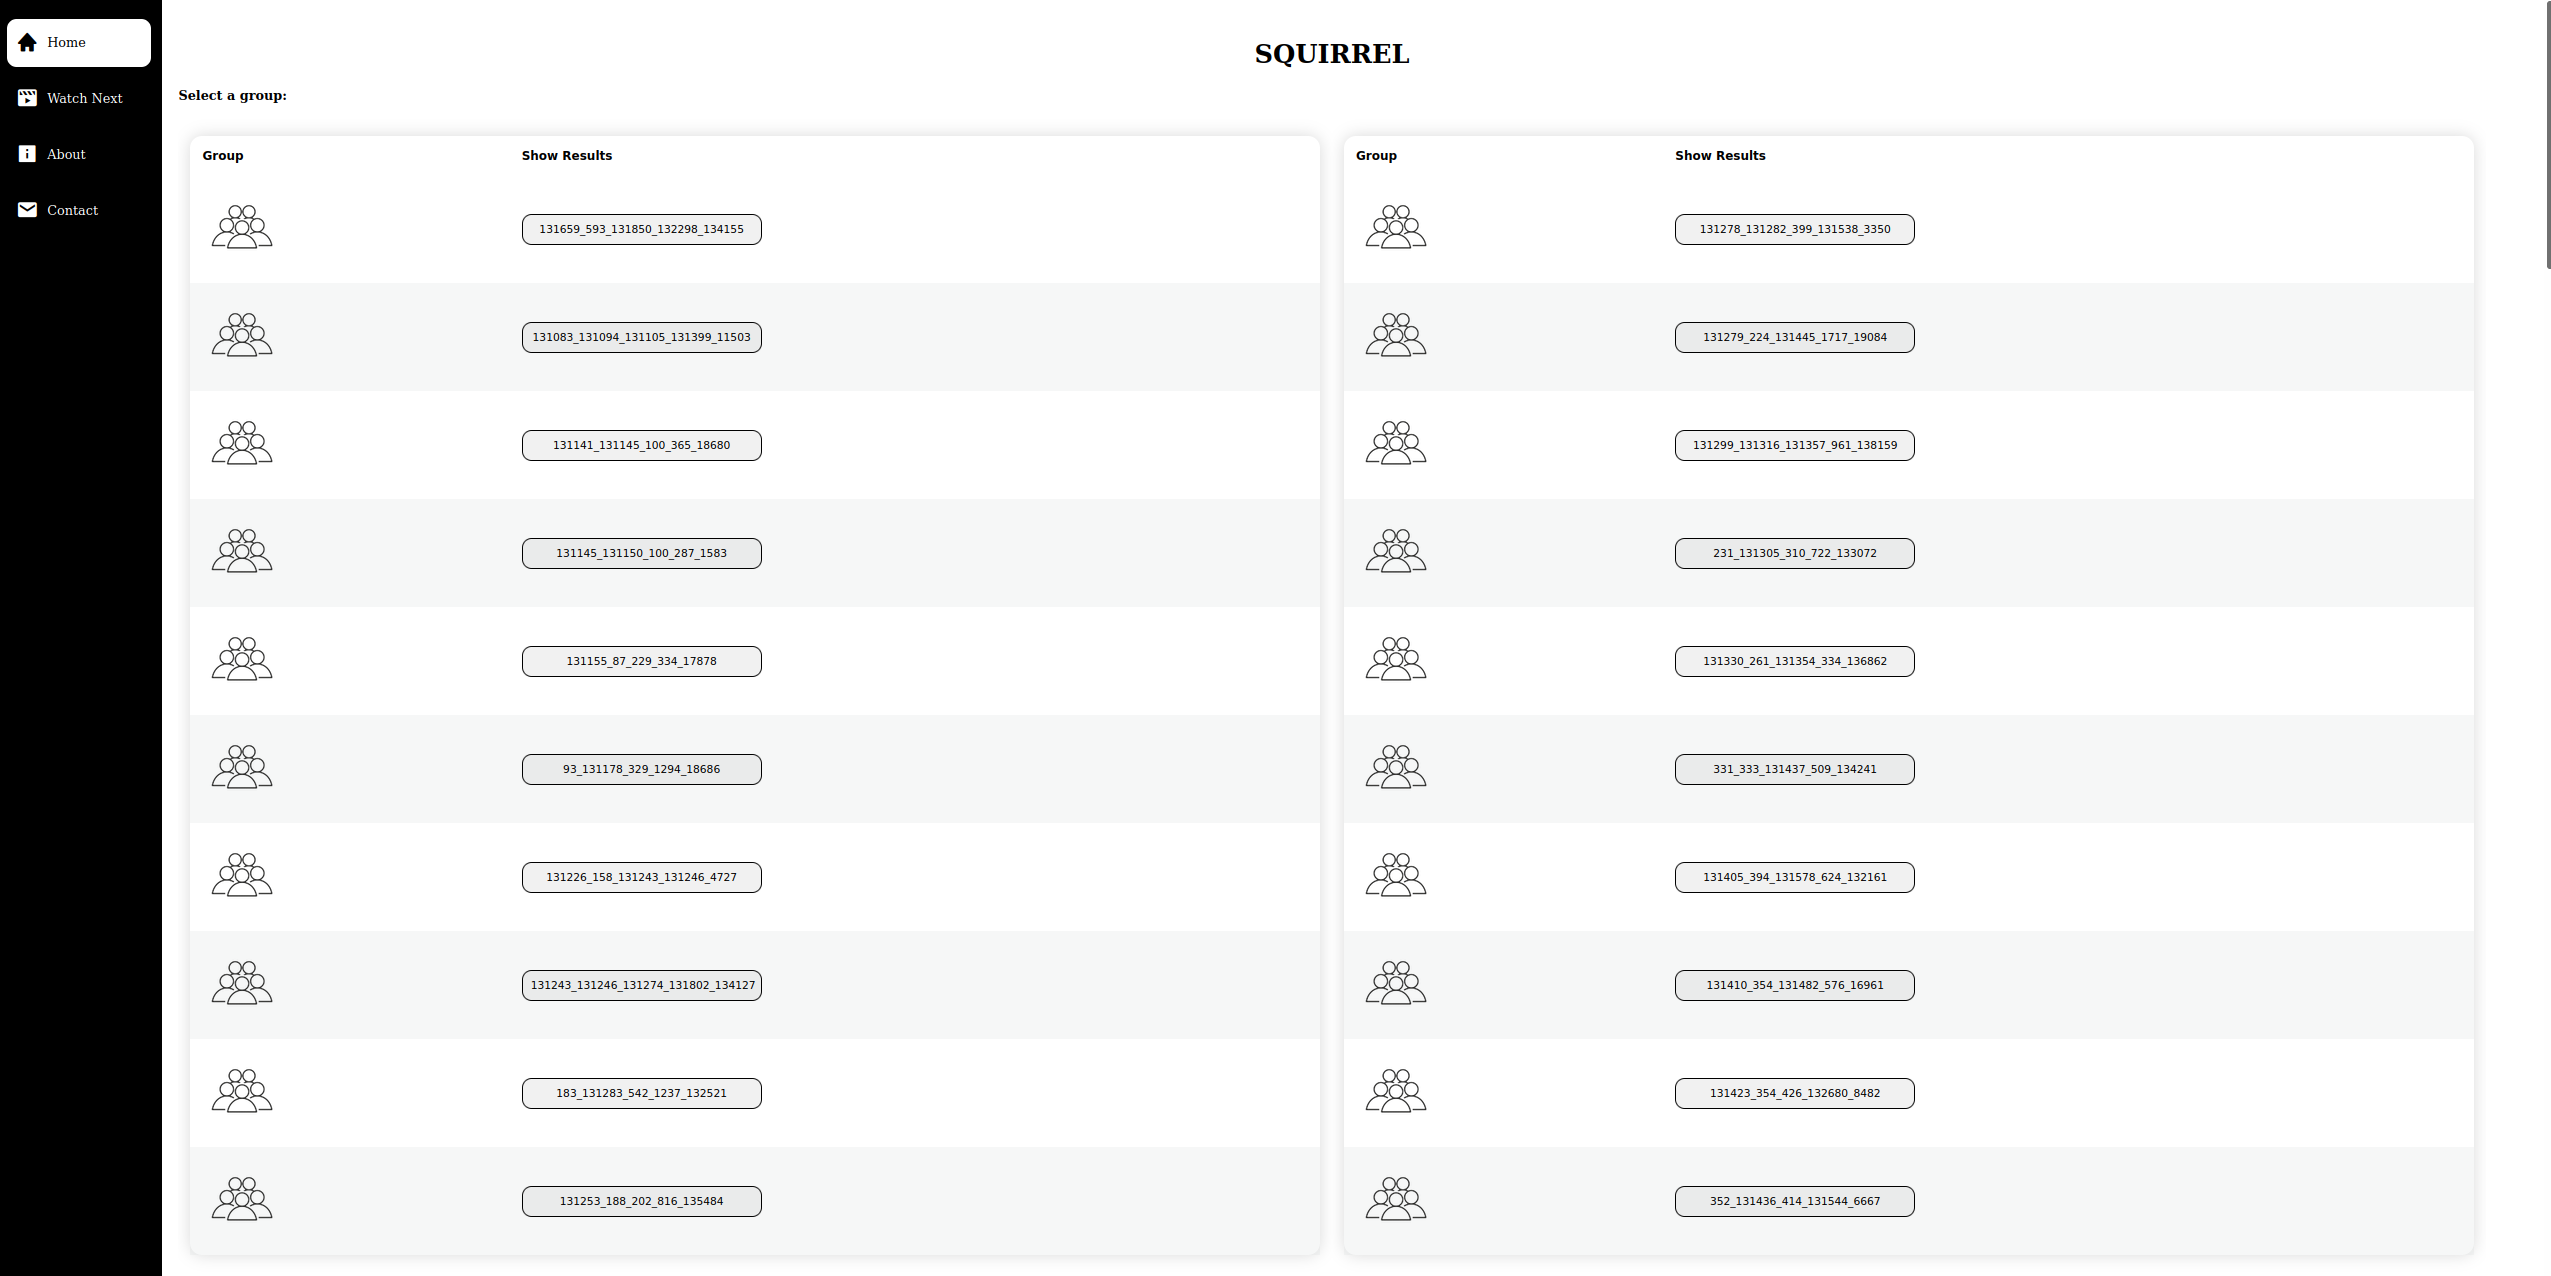 Home
Watch Next
About
Contact
SQUIRREL
Select a group:
Group Show Results
131659_593_131850_132298_134155
131083_131094_131105_131399_11503
131141_131145_100_365_18680
131145_131150_100_287_1583
131155_87_229_334_17878
93_131178_329_1294_18686
131226_158_131243_131246_4727
131243_131246_131274_131802_134127
183_131283_542_1237_132521
131253_188_202_816_135484
Group Show Results
131278_131282_399_131538_3350
131279_224_131445_1717_19084
131299_131316_131357_961_138159
231_131305_310_722_133072
131330_261_131354_334_136862
331_333_131437_509_134241
131405_394_131578_624_132161
131410_354_131482_576_16961
131423_354_426_132680_8482
352_131436_414_131544_6667